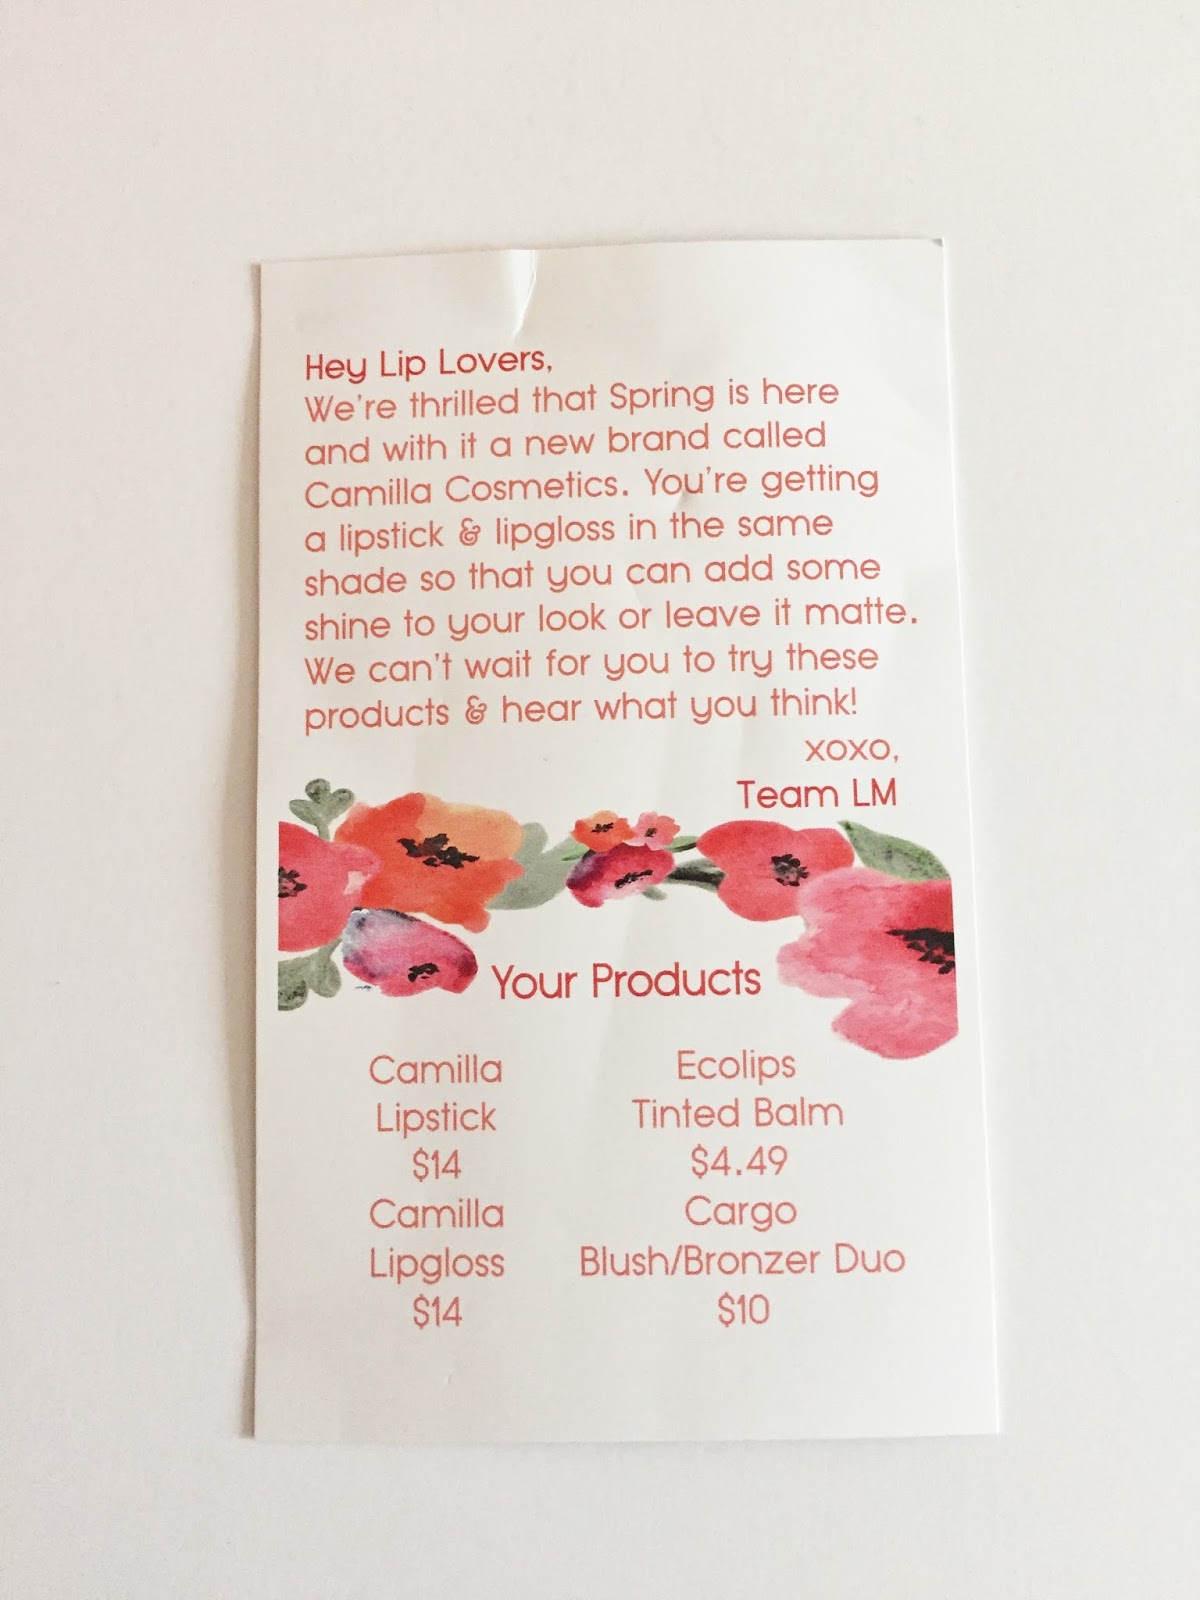 Hey Lip Lovers,
We're thrilled that Spring is here
and with it a new brand called
Camilla Cosmetics. You're getting
a lipstick & lipgloss in the same
shade so that you can add some
shine to your look or leave it matte.
We can't wait for you to try these
products & hear what you think!
xoxo,
Team LM
Your Products
Camilla
Lipstick
$14
Camilla
Lipgloss
$14
Ecolips
Tinted Balm
$4.49
Cargo
Blush/Bronzer Duo
$10